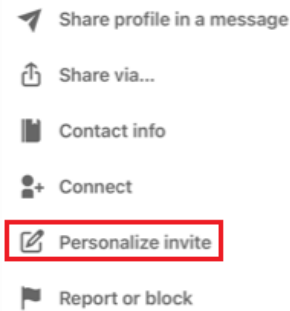 Share profile in a message
Share via...
Contact info
Connect
Personalize invite
Report or block